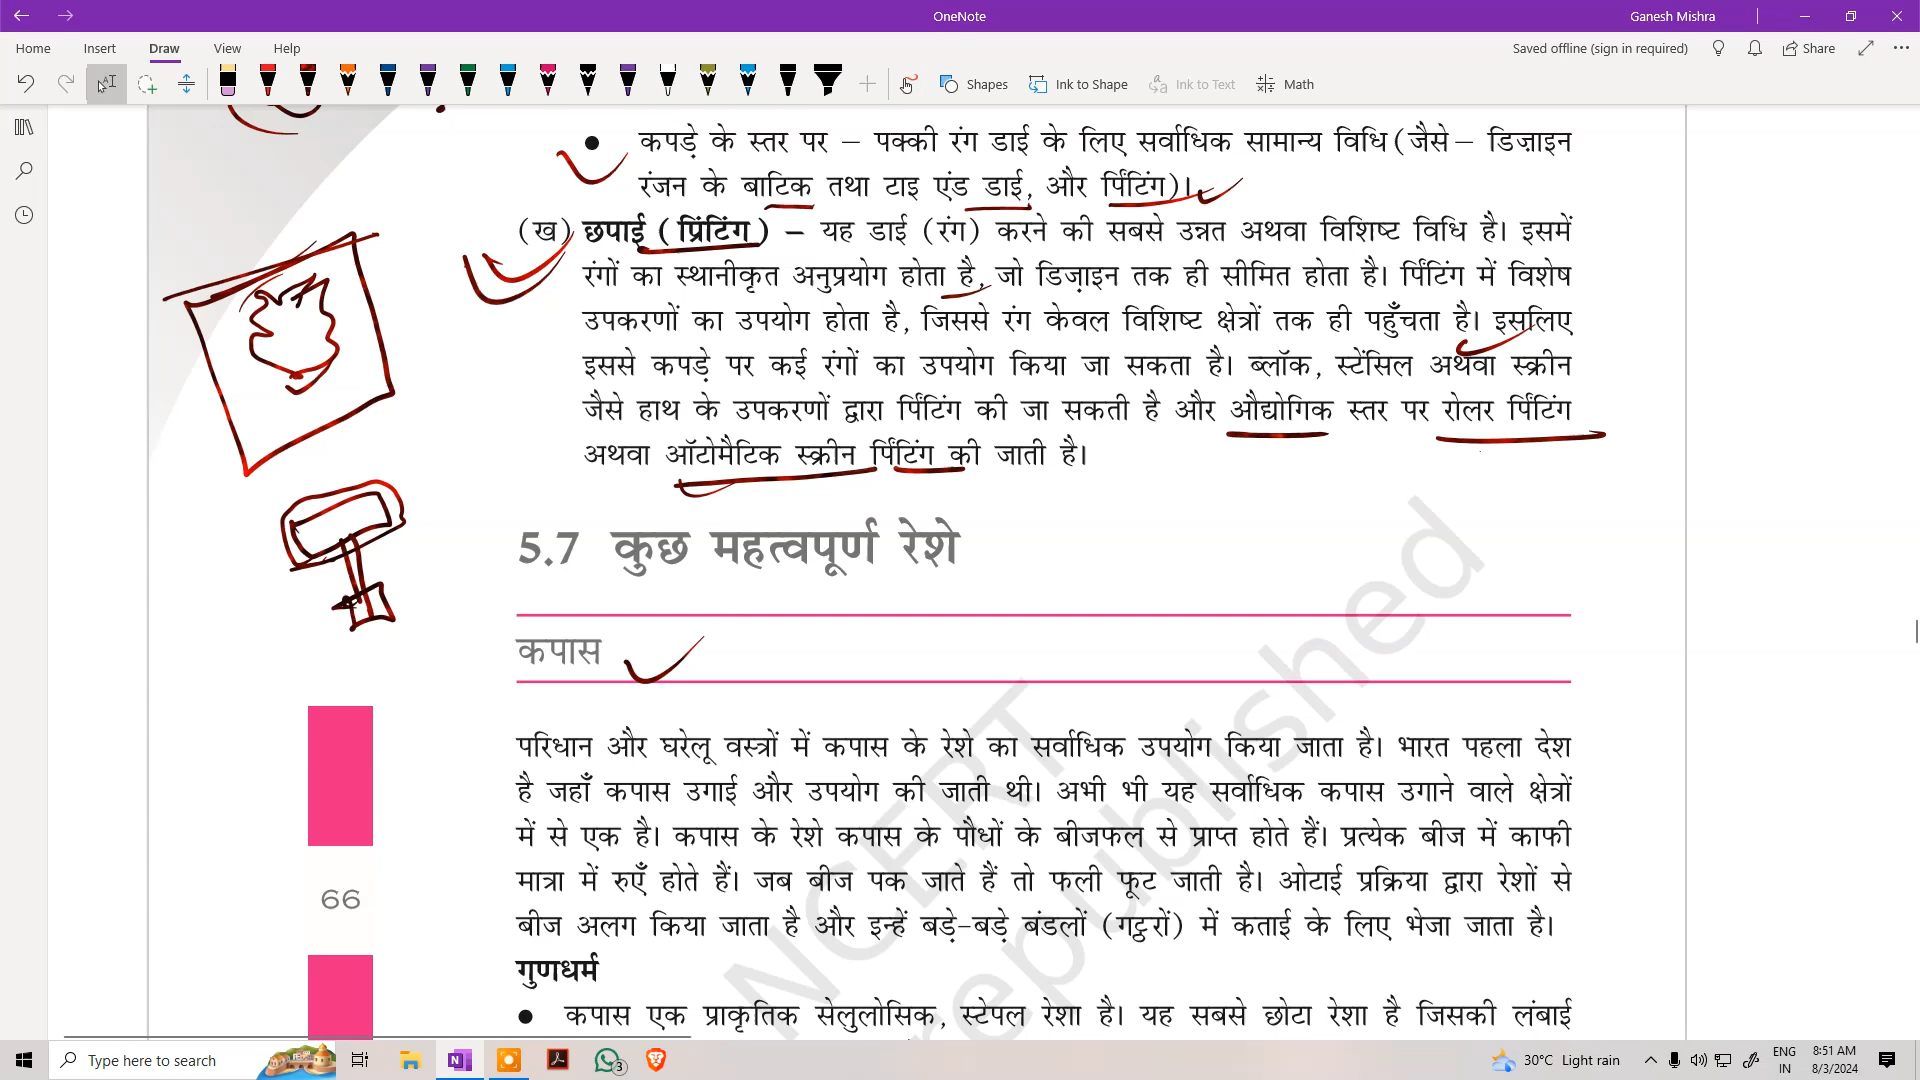 OneNote
Ganesh Mishra
Home Insert Draw View Help
Saved offline (sign in required) Share
Shapes Ink to Shape Ink to Text Math
● कपड़े के स्तर पर – पक्की रंग डाई के लिए सर्वाधिक सामान्य विधि (जैसे – डिज़ाइन
रंजन के बाटिक तथा टाइ एंड डाई, और प्रिंटिंग)।
(ख) छपाई (प्रिंटिंग) – यह डाई (रंग) करने की सबसे उन्नत अथवा विशिष्ट विधि है। इसमें
रंगों का स्थानीकृत अनुप्रयोग होता है, जो डिज़ाइन तक ही सीमित होता है। प्रिंटिंग में विशेष
उपकरणों का उपयोग होता है, जिससे रंग केवल विशिष्ट क्षेत्रों तक ही पहुँचता है। इसलिए
इससे कपड़े पर कई रंगों का उपयोग किया जा सकता है। ब्लॉक, स्टेंसिल अथवा स्क्रीन
जैसे हाथ के उपकरणों द्वारा प्रिंटिंग की जा सकती है और औद्योगिक स्तर पर रोलर प्रिंटिंग
अथवा ऑटोमैटिक स्क्रीन प्रिंटिंग की जाती है।
5.7 कुछ महत्वपूर्ण रेशे
कपास
परिधान और घरेलू वस्त्रों में कपास के रेशे का सर्वाधिक उपयोग किया जाता है। भारत पहला देश
है जहाँ कपास उगाई और उपयोग की जाती थी। अभी भी यह सर्वाधिक कपास उगाने वाले क्षेत्रों
में से एक है। कपास के रेशे कपास के पौधों के बीजफल से प्राप्त होते हैं। प्रत्येक बीज में काफी
मात्रा में रुएँ होते हैं। जब बीज पक जाते हैं तो फली फूट जाती है। ओटाई प्रक्रिया द्वारा रेशों से
बीज अलग किया जाता है और इन्हें बड़े-बड़े बंडलों (गट्ठरों) में कताई के लिए भेजा जाता है।
गुणधर्म
● कपास एक प्राकृतिक सेलुलोसिक, स्टेपल रेशा है। यह सबसे छोटा रेशा है जिसकी लंबाई
66
NCERT
republished
Type here to search
3
30°C Light rain
ENG
IN
8:51 AM
8/3/2024